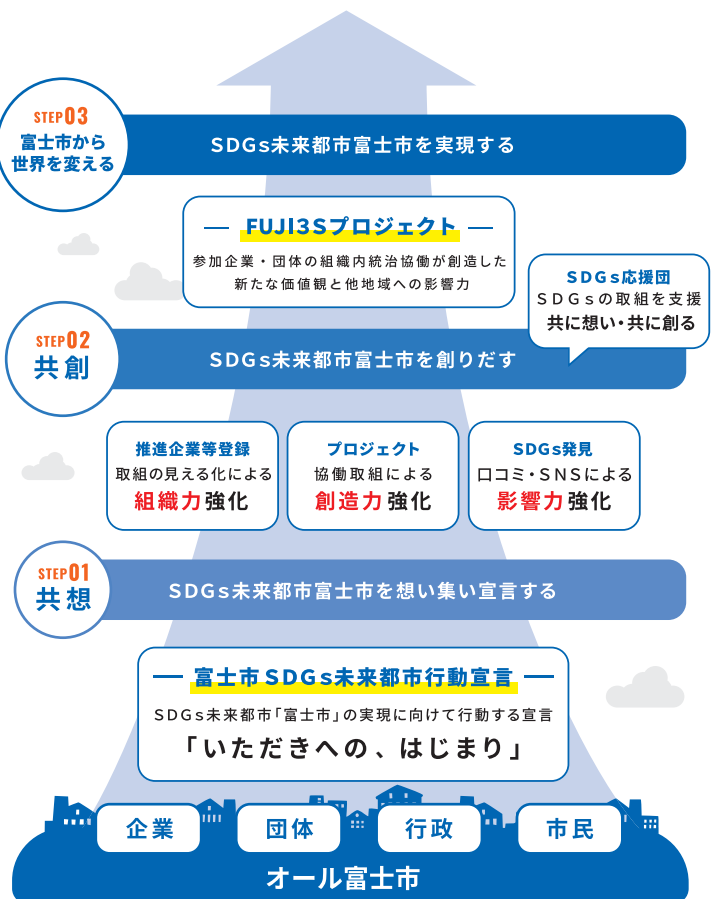 STEP03
富士市から
世界を変える
SDGs未来都市富士市を実現する
FUJI3Sプロジェクト
参加企業・団体の組織内統治協働が創造した
新たな価値観と他地域への影響力
SDGs応援団
SDGsの取組を支援
共に想い・共に創る
STEP02
共創
SDGs未来都市富士市を創りだす
推進企業等登録
取組の見える化による
組織力強化
プロジェクト
協働取組による
創造力強化
SDGs発見
口コミ・SNSによる
影響力強化
STEP01
共想
SDGs未来都市富士市を想い集い宣言する
富士市SDGs未来都市行動宣言
SDGs未来都市「富士市」の実現に向けて行動する宣言
「いただきへの、はじまり」
企業
団体
行政
市民
オール富士市